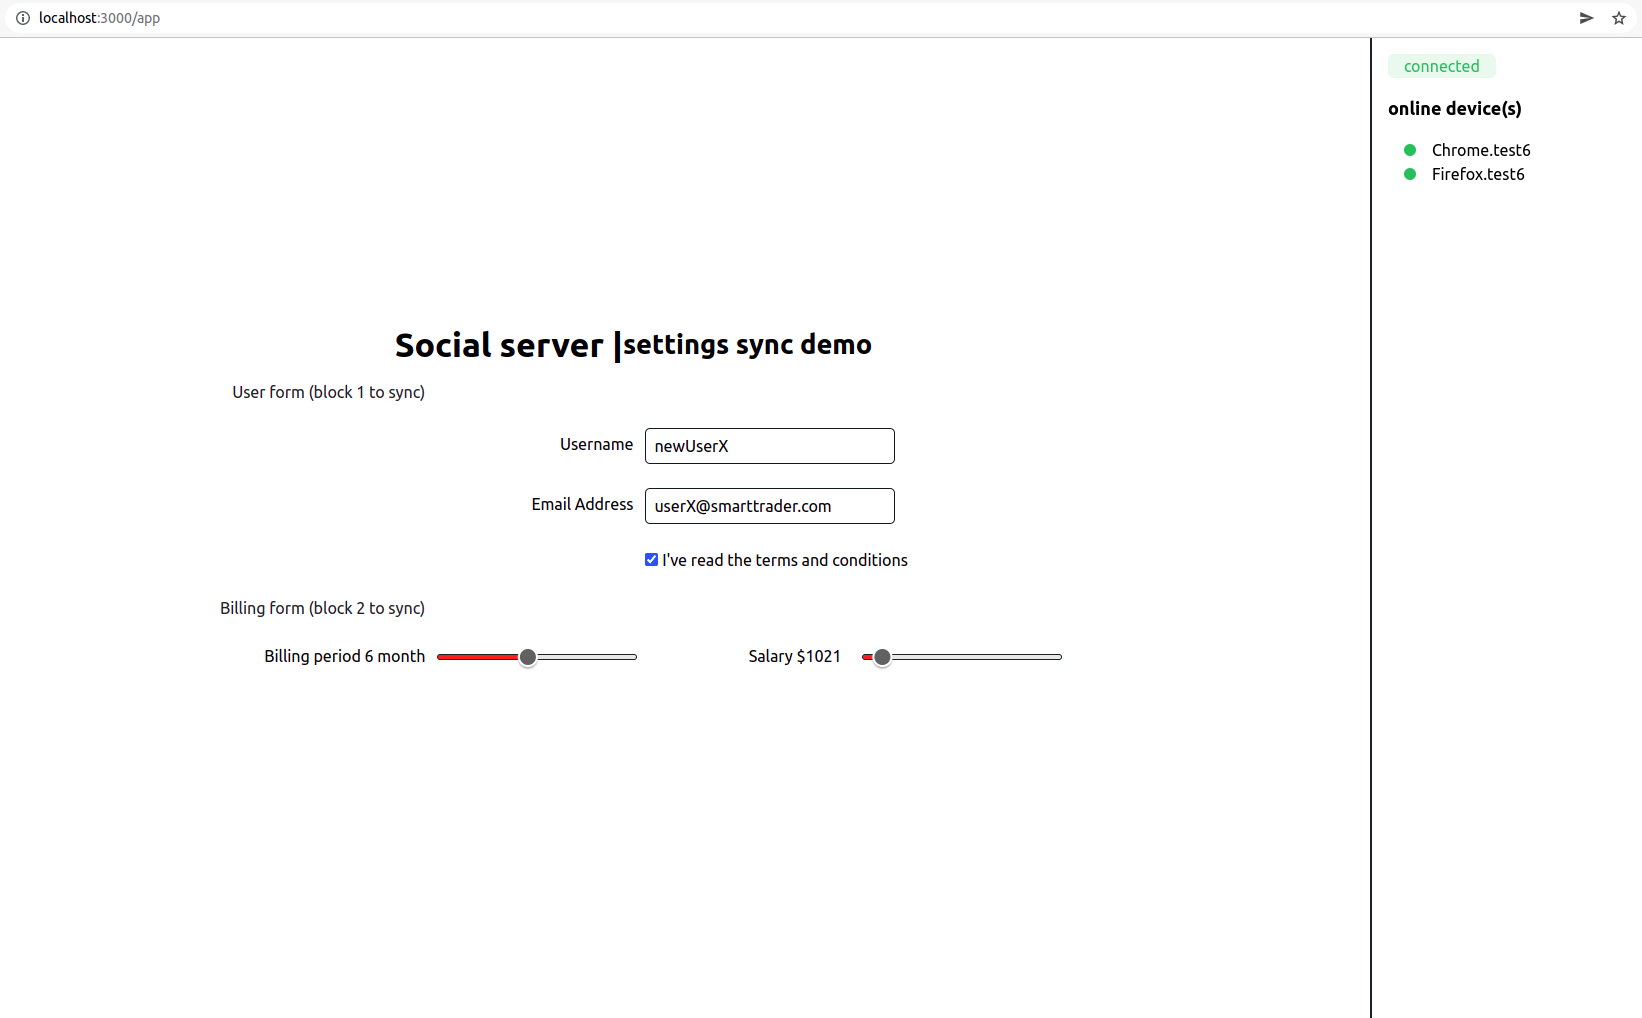 localhost:3000/app
connected
online device(s)
Chrome.test6
Firefox.test6
Social server |settings sync demo
User form (block 1 to sync)
Username newUserX
Email Address userX@smarttrader.com
I've read the terms and conditions
Billing form (block 2 to sync)
Billing period 6 month Salary $1021